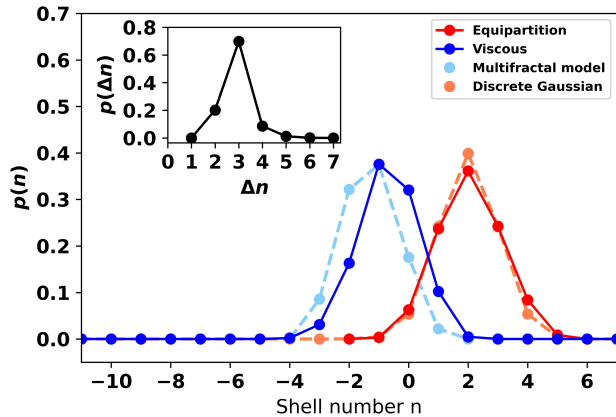 0.7
0.6
0.5
0.4
0.3
0.2
0.1
0.0
p(n)
−10 −8 −6 −4 −2 0 2 4 6
Shell number n
0.8
0.6
0.4
0.2
0.0
p(Δn)
0 1 2 3 4 5 6 7
Δn
Equipartition
Viscous
Multifractal model
Discrete Gaussian